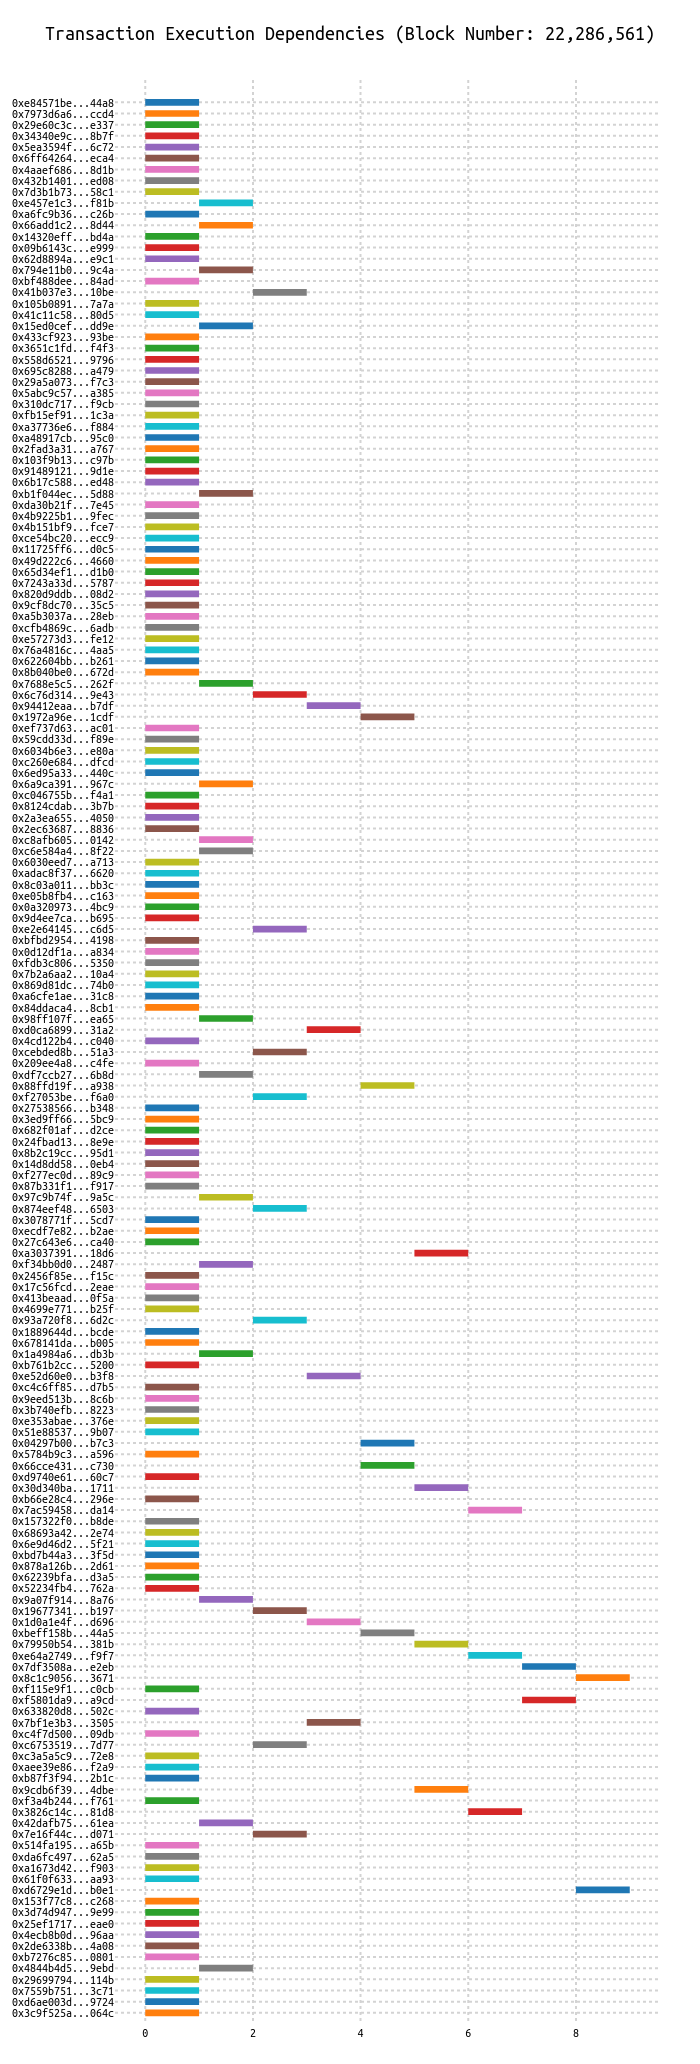 Transaction Execution Dependencies (Block Number: 22,286,561)
0xe84571be...44a8
0x7973d6a6...ccd4
0x29e60c3c...e337
0x34340e9c...8b7f
0x5ea3594f...6c72
0x6ff64264...eca4
0x4aaef686...8d1b
0x432b1401...ed08
0x7d3b1b73...58c1
0xe457e1c3...f81b
0xa6fc9b36...c26b
0x66add1c2...8d44
0x14320eff...bd4a
0x09b6143c...e999
0x62d8894a...e9c1
0x794e11b0...9c4a
0xbf488dee...84ad
0x41b037e3...10be
0x105b0891...7a7a
0x41c11c58...80d5
0x15ed0cef...dd9e
0x433cf923...93be
0x3651c1fd...f4f3
0x558d6521...9796
0x695c8288...a479
0x29a5a073...f7c3
0x5abc9c57...a385
0x310dc717...f9cb
0xfb15ef91...1c3a
0xa37736e6...f884
0xa48917cb...95c0
0x2fad3a31...a767
0x103f9b13...c97b
0x91489121...9d1e
0x6b17c588...ed48
0xb1f044ec...5d88
0xda30b21f...7e45
0x4b9225b1...9fec
0x4b151bf9...fce7
0xce54bc20...ecc9
0x11725ff6...d0c5
0x49d222c6...4660
0x65d34ef1...d1b0
0x7243a33d...5787
0x820d9ddb...08d2
0x9cf8dc70...35c5
0xa5b3037a...28eb
0xcfb4869c...6adb
0xe57273d3...fe12
0x76a4816c...4aa5
0x622604bb...b261
0x8b040be0...672d
0x7688e5c5...262f
0x6c76d314...9e43
0x94412eaa...b7df
0x1972a96e...1cdf
0xef737d63...ac01
0x59cdd33d...f89e
0x6034b6e3...e80a
0xc260e684...dfcd
0x6ed95a33...440c
0x6a9ca391...967c
0xc046755b...f4a1
0x8124cdab...3b7b
0x2a3ea655...4050
0x2ec63687...8836
0xc8afb605...0142
0xc6e584a4...8f22
0x6030eed7...a713
0xadac8f37...6620
0x8c03a011...bb3c
0xe05b8fb4...c163
0x0a320973...4bc9
0x9d4ee7ca...b695
0xe2e64145...c6d5
0xbfbd2954...4198
0x0d12df1a...a834
0xfdb3c806...5350
0x7b2a6aa2...10a4
0x869d81dc...74b0
0xa6cfe1ae...31c8
0x84ddaca4...8cb1
0x98ff107f...ea65
0xd0ca6899...31a2
0x4cd122b4...c040
0xcebded8b...51a3
0x209ee4a8...c4fe
0xdf7ccb27...6b8d
0x88ffd19f...a938
0xf27053be...f6a0
0x27538566...b348
0x3ed9ff66...5bc9
0x682f01af...d2ce
0x24fbad13...8e9e
0x8b2c19cc...95d1
0x14d8dd58...0eb4
0xf277ec0d...89c9
0x87b331f1...f917
0x97c9b74f...9a5c
0x874eef48...6503
0x3078771f...5cd7
0xecdf7e82...b2ae
0x27c643e6...ca40
0xa3037391...18d6
0xf34bb0d0...2487
0x2456f85e...f15c
0x17c56fcd...2eae
0x413beaad...0f5a
0x4699e771...b25f
0x93a720f8...6d2c
0x1889644d...bcde
0x678141da...b005
0x1a4984a6...db3b
0xb761b2cc...5200
0xe52d60e0...b3f8
0xc4c6ff85...d7b5
0x9eed513b...8c6b
0x3b740efb...8223
0xe353abae...376e
0x51e88537...9b07
0x04297b00...b7c3
0x5784b9c3...a596
0x66cce431...c730
0xd9740e61...60c7
0x30d340ba...1711
0xb66e28c4...296e
0x7ac59458...da14
0x157322f0...b8de
0x68693a42...2e74
0x6e9d46d2...5f21
0xbd7b44a3...3f5d
0x878a126b...2d61
0x62239bfa...d3a5
0x52234fb4...762a
0x9a07f914...8a76
0x19677341...b197
0x1d0a1e4f...d696
0xbeff158b...44a5
0x79950b54...381b
0xe64a2749...f9f7
0x7df3508a...e2eb
0x8c1c9056...3671
0xf115e9f1...c0cb
0xf5801da9...a9cd
0x633820d8...502c
0x7bf1e3b3...3505
0xc4f7d500...09db
0xc6753519...7d77
0xc3a5a5c9...72e8
0xaee39e86...f2a9
0xb87f3f94...2b1c
0x9cdb6f39...4dbe
0xf3a4b244...f761
0x3826c14c...81d8
0x42dafb75...61ea
0x7e16f44c...d071
0x514fa195...a65b
0xda6fc497...62a5
0xa1673d42...f903
0x61f0f633...aa93
0xd6729e1d...b0e1
0x153f77c8...c268
0x3d74d947...9e99
0x25ef1717...eae0
0x4ecb8b0d...96aa
0x2de6338b...4a08
0xb7276c85...0801
0x4844b4d5...9ebd
0x29699794...114b
0x7559b751...3c71
0xd6ae003d...9724
0x3c9f525a...064c
0 2 4 6 8